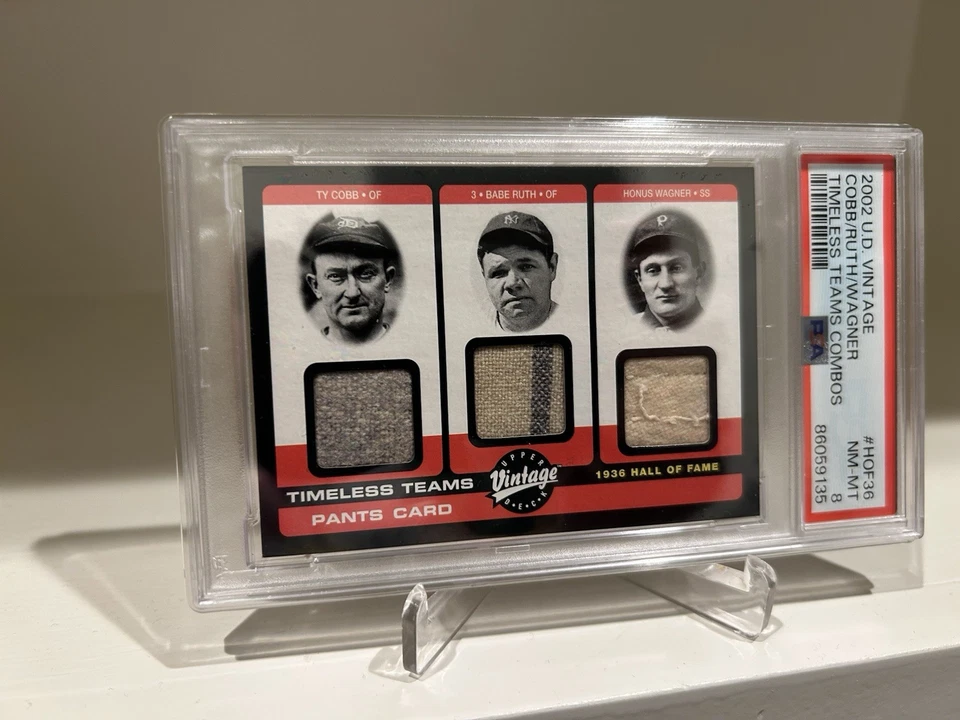 TY COBB • OF
3 • BABE RUTH • OF
HONUS WAGNER • SS
TIMELESS TEAMS
UPPER
Vintage
DECK
1936 HALL OF FAME
PANTS CARD
2002 U.D. VINTAGE #HOF36
COBB/RUTH/WAGNER NM-MT
TIMELESS TEAMS COMBOS 8
86059135
PSA